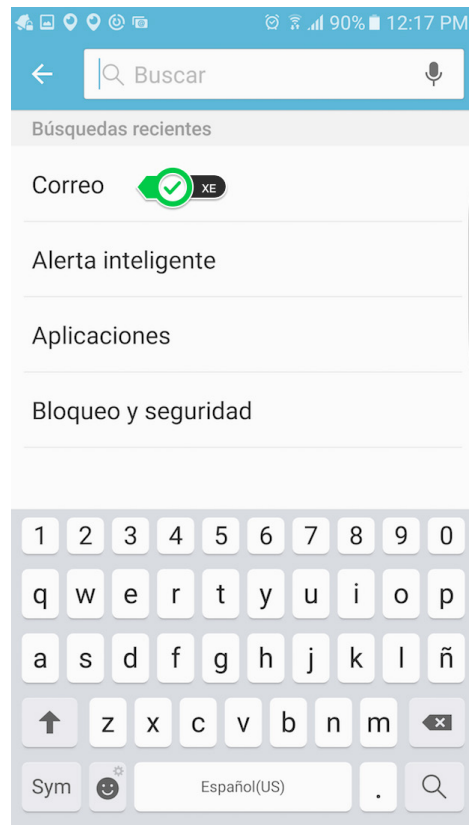 90% 12:17 PM
Buscar
Búsquedas recientes
Correo XE
Alerta inteligente
Aplicaciones
Bloqueo y seguridad
1 2 3 4 5 6 7 8 9 0
q w e r t y u i o p
a s d f g h j k l ñ
z x c v b n m
Sym Español(US) .